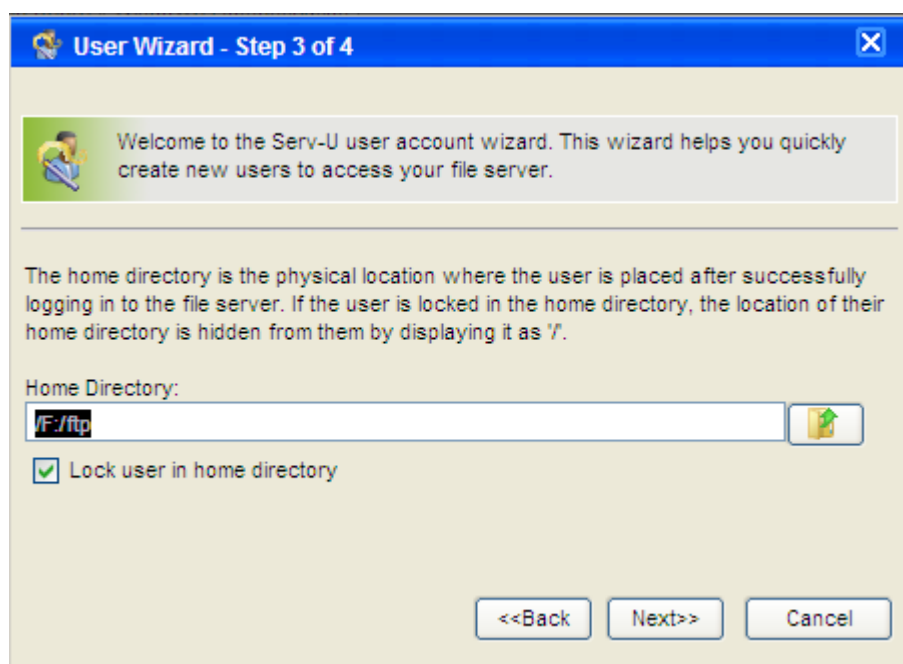 User Wizard - Step 3 of 4
Welcome to the Serv-U user account wizard. This wizard helps you quickly
create new users to access your file server.
The home directory is the physical location where the user is placed after successfully
logging in to the file server. If the user is locked in the home directory, the location of their
home directory is hidden from them by displaying it as '/'.
Home Directory:
/F:/ftp
Lock user in home directory
<<Back Next>> Cancel